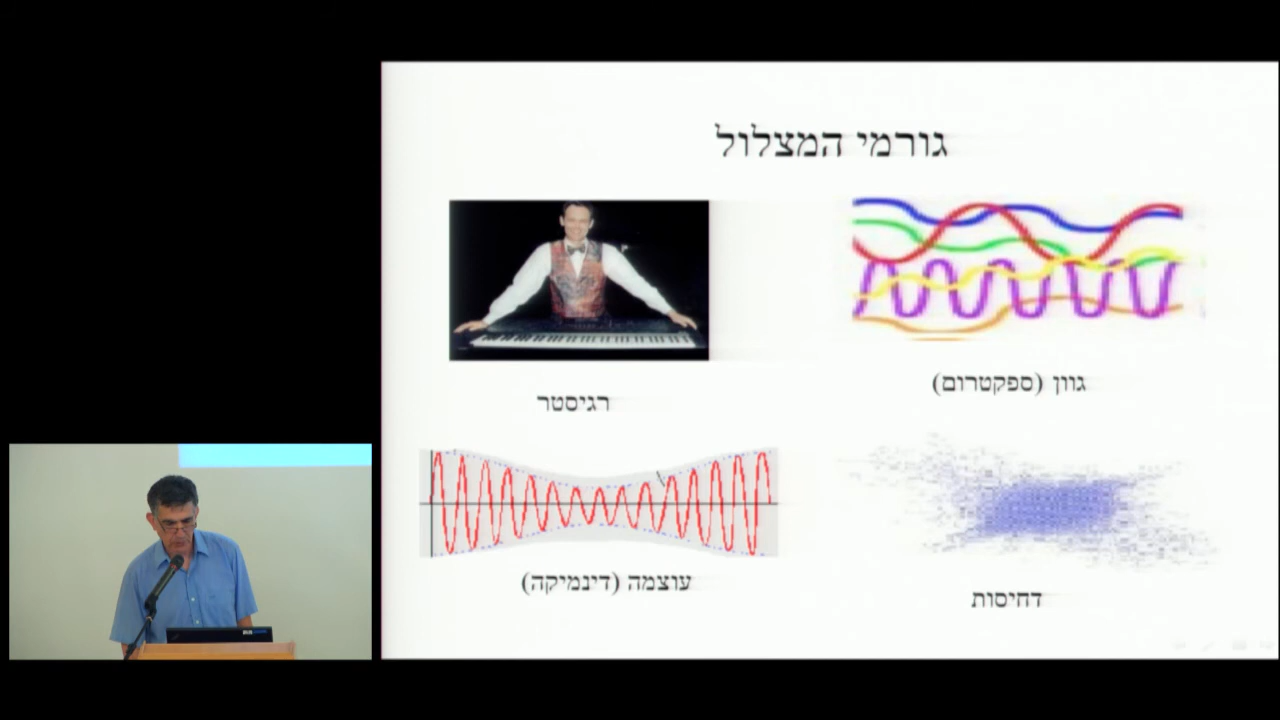 גורמי המצלול
גוון (ספקטרום)
רגיסטר
דחיסות
עוצמה (דינמיקה)